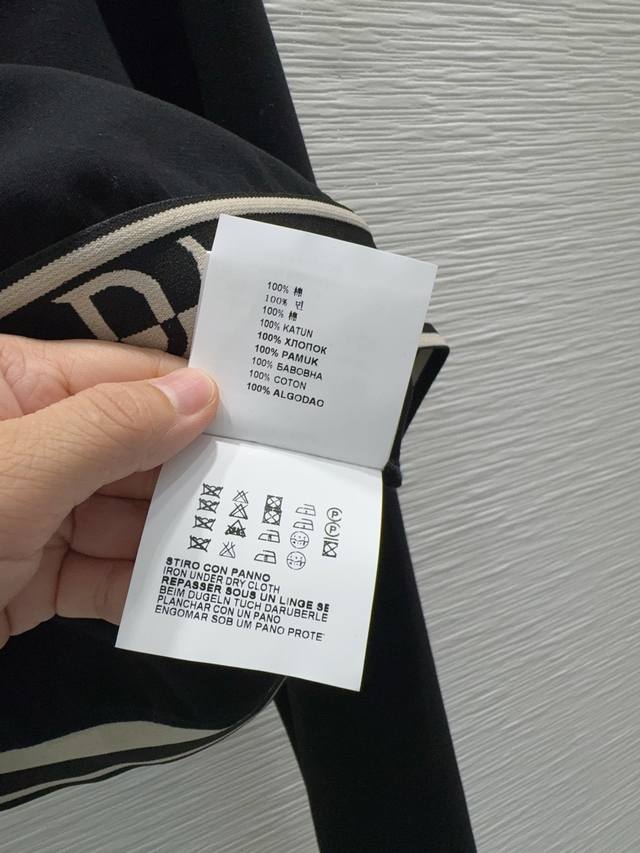 100% 棉
100% 면
100% 棉
100% KATUN
100% ХЛОПОК
100% PAMUK
100% БАВОВНА
100% COTON
100% ALGODAO
P
P
STIRO CON PANNO
IRON UNDER DRY CLOTH
REPASSER SOUS UN LINGE SE
BEIM DUGELN TUCH DARUBERLE
PLANCHAR CON UN PANO
ENGOMAR SOB UM PANO PROTE